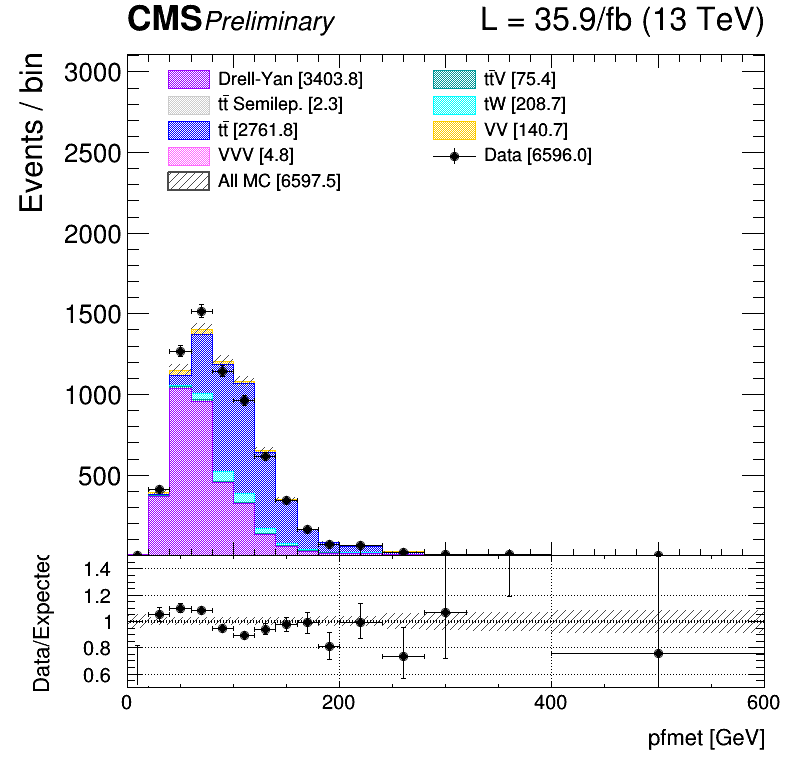 CMS Preliminary L = 35.9/fb (13 TeV)
Events / bin
3000
2500
2000
1500
1000
500
Drell-Yan [3403.8]
tt̄ Semilep. [2.3]
tt̄ [2761.8]
VVV [4.8]
All MC [6597.5]
tt̄V [75.4]
tW [208.7]
VV [140.7]
Data [6596.0]
Data/Expected
1.4
1.2
1
0.8
0.6
0 200 400 600
pfmet [GeV]